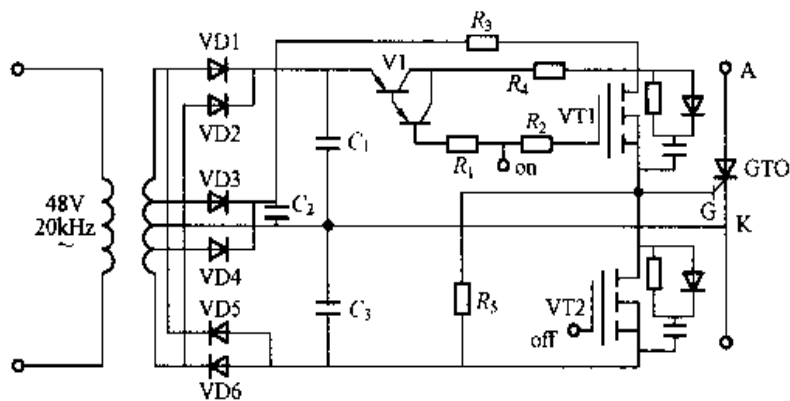 R3
VD1
V1
A
R4
VD2
VT1
R2
C1
R1
on
GTO
VD3
48V
20kHz
~
C2
G
K
VD4
VD5
C3
R5
VT2
off
VD6